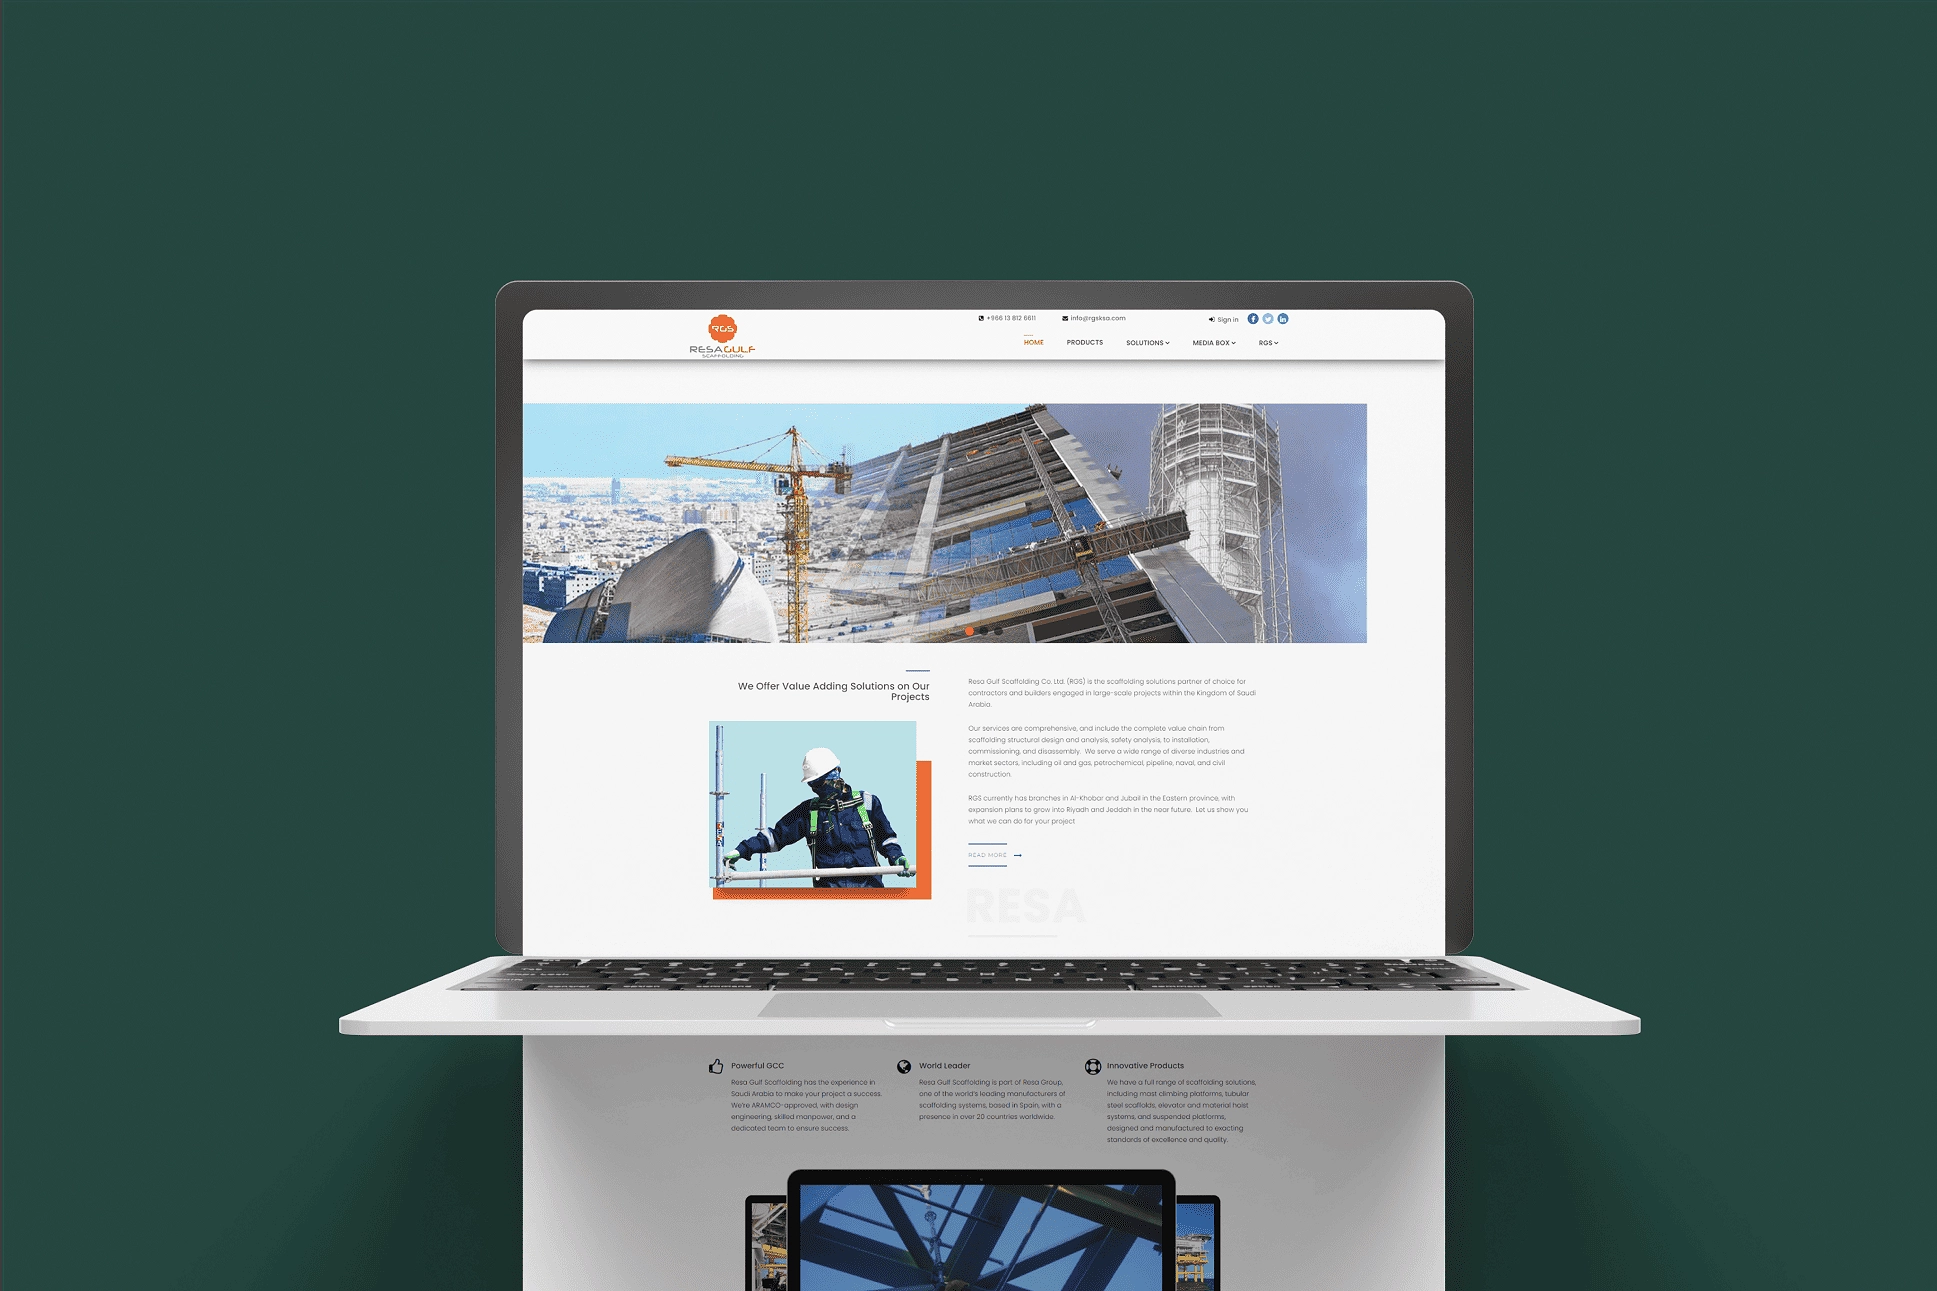 RGS
RESAGULF
SCAFFOLDING
+966 13 812 6611
info@rgsksa.com
Sign in
HOME
PRODUCTS
SOLUTIONS
MEDIA BOX
RGS
We Offer Value Adding Solutions on Our
Projects
Resa Gulf Scaffolding Co. Ltd. (RGS) is the scaffolding solutions partner of choice for
contractors and builders engaged in large-scale projects within the Kingdom of Saudi
Arabia.
Our services are comprehensive, and include the complete value chain from
scaffolding structural design and analysis, safety analysis, to installation,
commissioning, and disassembly. We serve a wide range of diverse industries and
market sectors, including oil and gas, petrochemical, pipeline, naval, and civil
construction.
RGS currently has branches in Al-Khobar and Jubail in the Eastern province, with
expansion plans to grow into Riyadh and Jeddah in the near future. Let us show you
what we can do for your project
READ MORE
RESA
Powerful GCC
Resa Gulf Scaffolding has the experience in
Saudi Arabia to make your project a success.
We're ARAMCO-approved, with design
engineering, skilled manpower, and a
dedicated team to ensure success.
World Leader
Resa Gulf Scaffolding is part of Resa Group,
one of the world's leading manufacturers of
scaffolding systems, based in Spain, with a
presence in over 20 countries worldwide.
Innovative Products
We have a full range of scaffolding solutions,
including mast climbing platforms, tubular
steel scaffolds, elevator and material hoist
systems, and suspended platforms,
designed and manufactured to exacting
standards of excellence and quality.